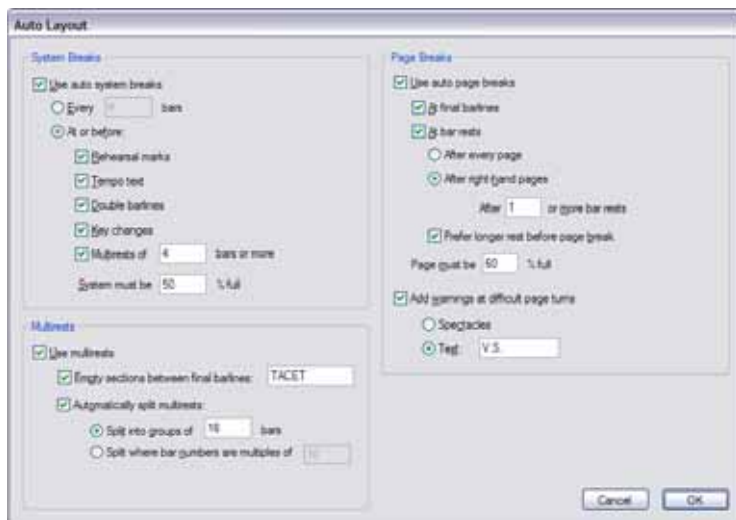 Auto Layout
System Breaks
Use auto system breaks
Every bars
At or before:
Rehearsal marks
Tempo text
Double barlines
Key changes
Multirests of 4 bars or more
System must be 50 % full
Multirests
Use multirests
Empty sections between final barlines: TACET
Automatically split multirests:
Split into groups of 16 bars
Split where bar numbers are multiples of
Page Breaks
Use auto page breaks
At final barlines
At bar rests
After every page
After right-hand pages
After 1 or more bar rests
Prefer longer rest before page break
Page must be 60 % full
Add warnings at difficult page turns
Spectacles
Text: V.S.
Cancel OK